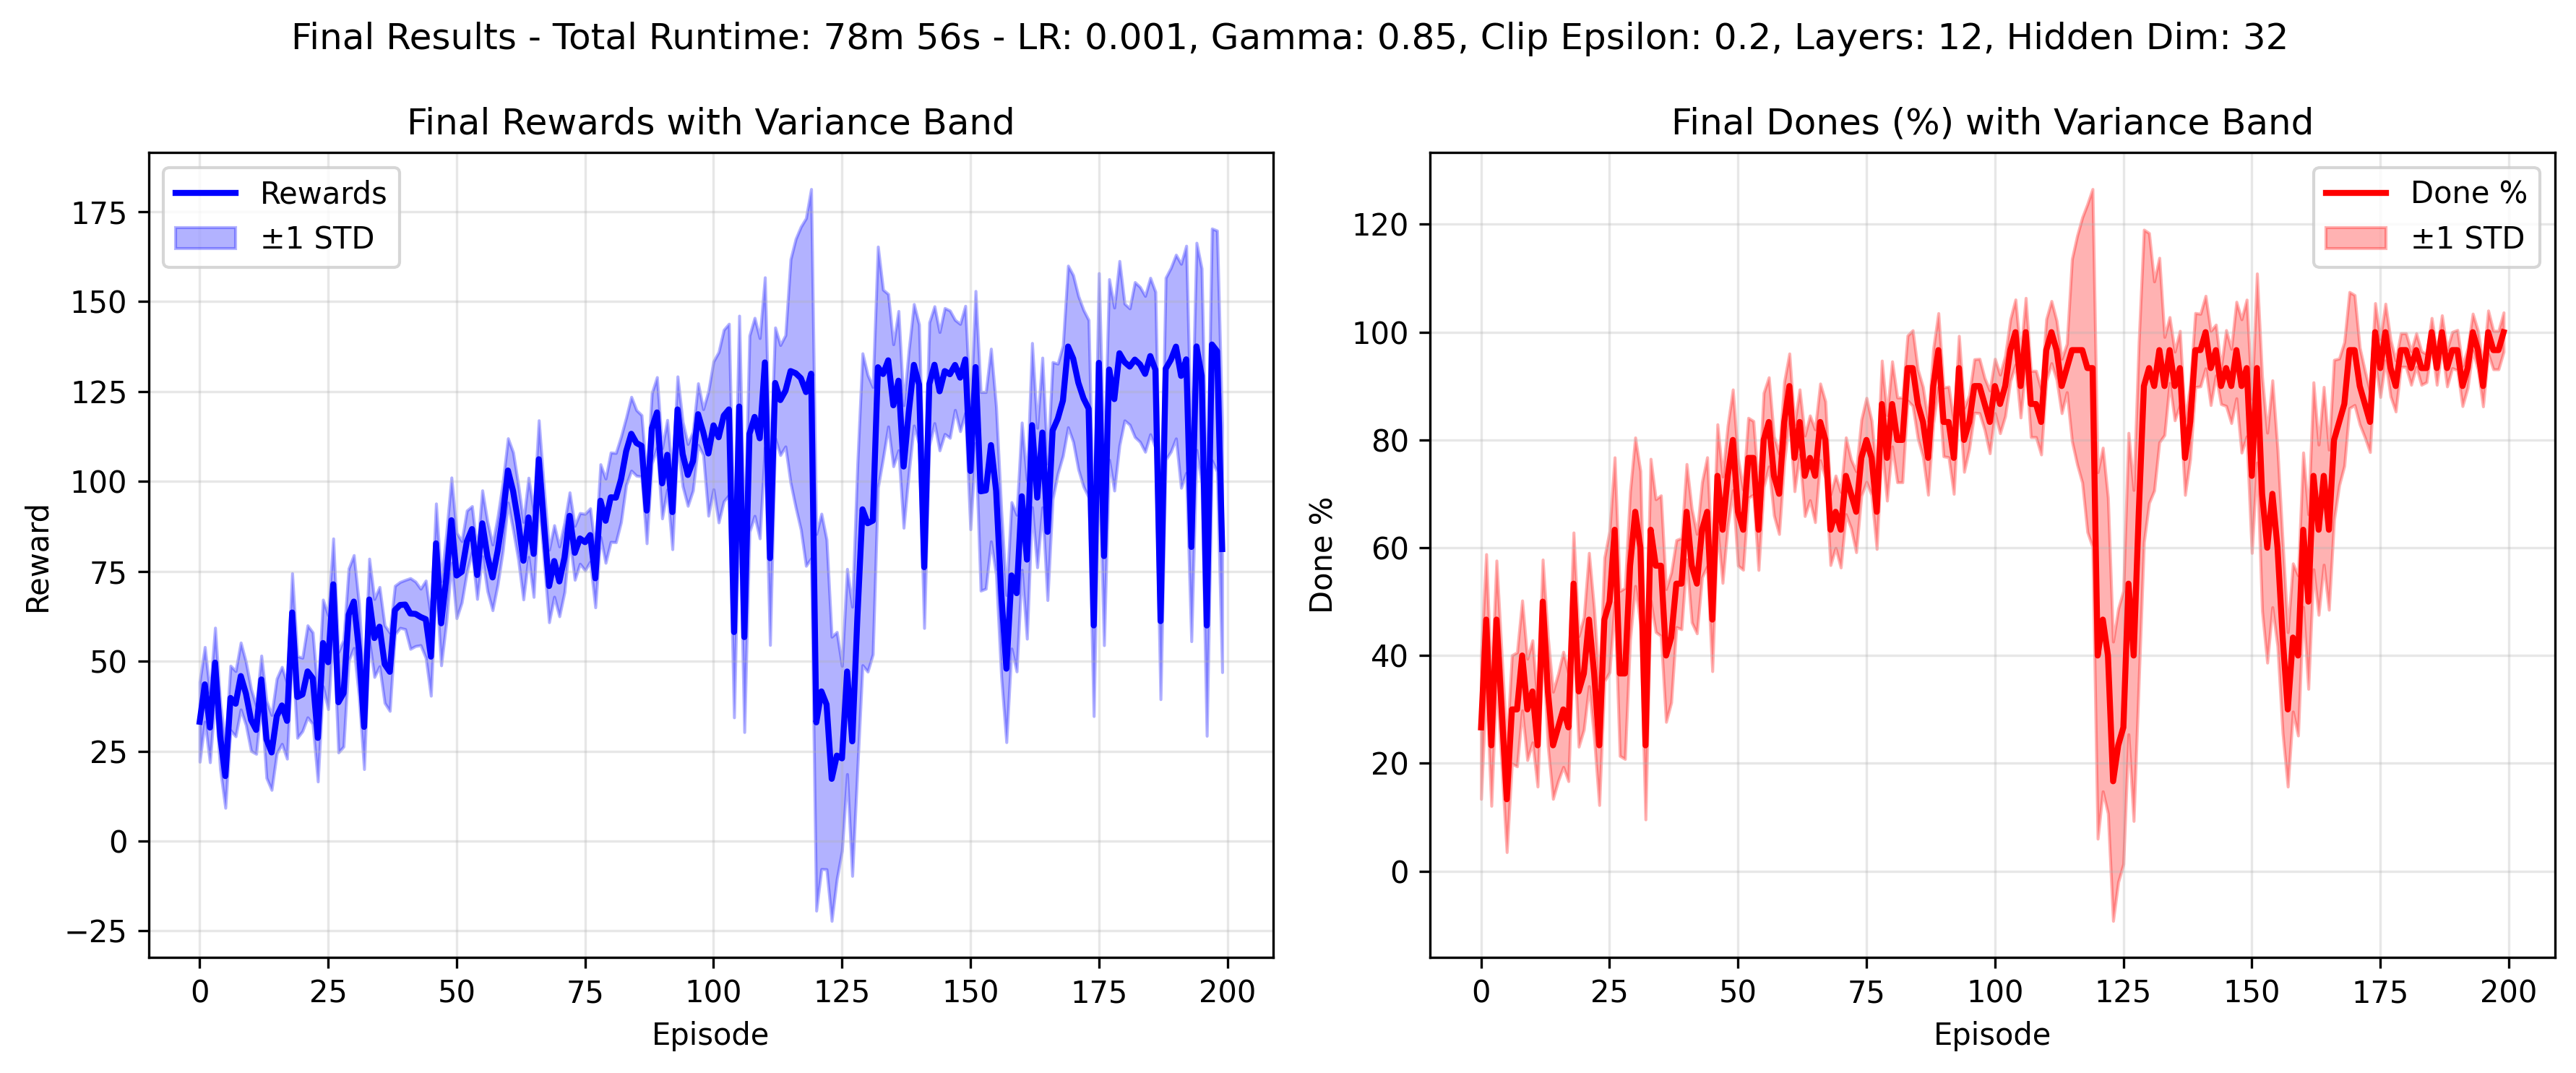 Final Results - Total Runtime: 78m 56s - LR: 0.001, Gamma: 0.85, Clip Epsilon: 0.2, Layers: 12, Hidden Dim: 32
Final Rewards with Variance Band
Rewards
±1 STD
175
150
125
100
75
50
25
0
−25
Reward
0 25 50 75 100 125 150 175 200
Episode
Final Dones (%) with Variance Band
Done %
±1 STD
120
100
80
60
40
20
0
Done %
0 25 50 75 100 125 150 175 200
Episode